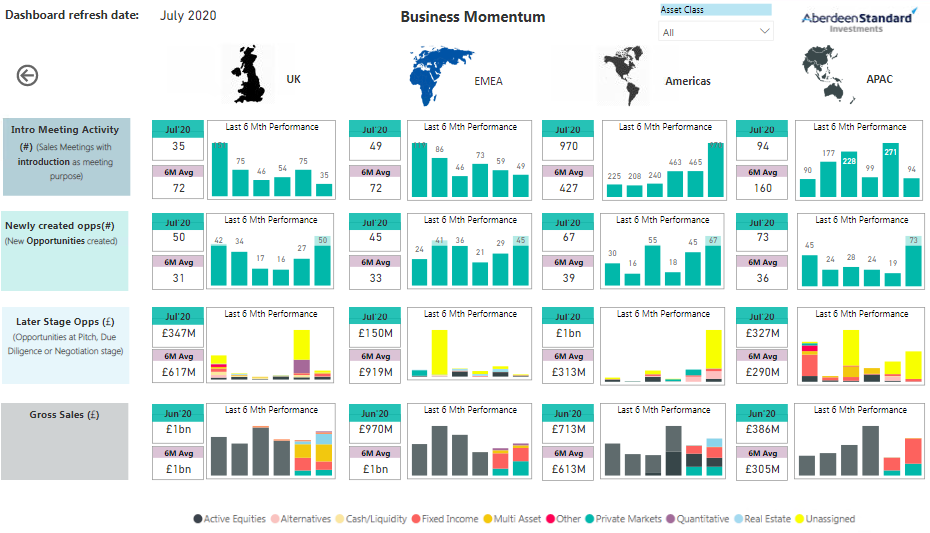 Dashboard refresh date: July 2020
Business Momentum
Asset Class
All
AberdeenStandard
Investments
UK
EMEA
Americas
APAC
Intro Meeting Activity
(#) (Sales Meetings with
introduction as meeting
purpose)
Jul'20
35
6M Avg
72
Last 6 Mth Performance
75 46 54 75 35
Jul'20
49
6M Avg
72
Last 6 Mth Performance
86 46 73 59 49
Jul'20
970
6M Avg
427
Last 6 Mth Performance
225 208 240 463 465
Jul'20
94
6M Avg
160
Last 6 Mth Performance
90 177 228 99 271 94
Newly created opps(#)
(New Opportunities created)
Jul'20
50
6M Avg
31
Last 6 Mth Performance
42 34 17 16 27 50
Jul'20
45
6M Avg
33
Last 6 Mth Performance
24 41 36 21 29 45
Jul'20
67
6M Avg
39
Last 6 Mth Performance
30 16 55 18 45 67
Jul'20
73
6M Avg
36
Last 6 Mth Performance
45 24 28 24 19 73
Later Stage Opps (£)
(Opportunities at Pitch, Due
Diligence or Negotiation stage)
Jul'20
£347M
6M Avg
£617M
Last 6 Mth Performance
Jul'20
£150M
6M Avg
£919M
Last 6 Mth Performance
Jul'20
£1bn
6M Avg
£313M
Last 6 Mth Performance
Jul'20
£327M
6M Avg
£290M
Last 6 Mth Performance
Gross Sales (£)
Jun'20
£1bn
6M Avg
£1bn
Last 6 Mth Performance
Jun'20
£970M
6M Avg
£1bn
Last 6 Mth Performance
Jun'20
£713M
6M Avg
£613M
Last 6 Mth Performance
Jun'20
£386M
6M Avg
£305M
Last 6 Mth Performance
Active Equities Alternatives Cash/Liquidity Fixed Income Multi Asset Other Private Markets Quantitative Real Estate Unassigned